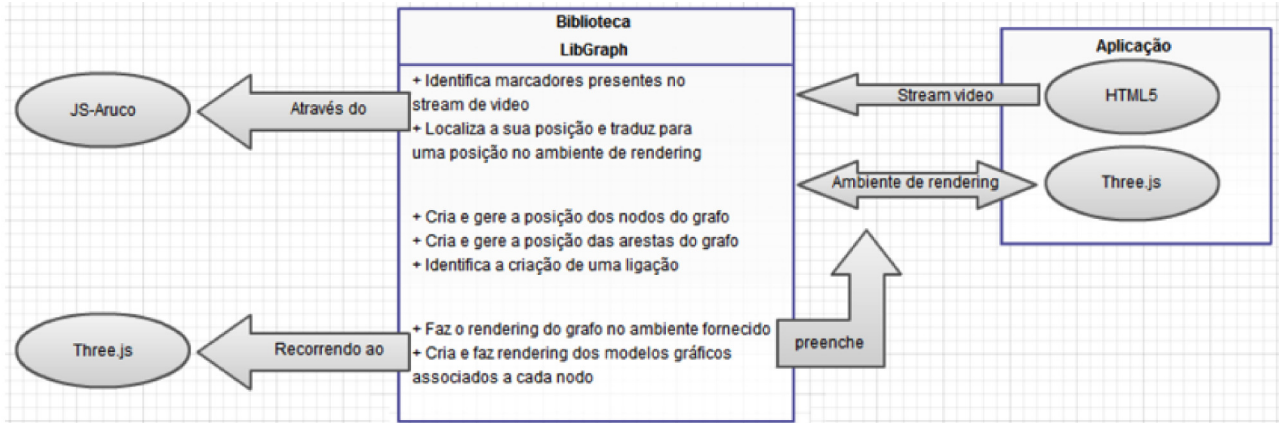 Biblioteca
LibGraph
+ Identifica marcadores presentes no
stream de video
+ Localiza a sua posição e traduz para
uma posição no ambiente de rendering
+ Cria e gere a posição dos nodos do grafo
+ Cria e gere a posição das arestas do grafo
+ Identifica a criação de uma ligação
+ Faz o rendering do grafo no ambiente fornecido
+ Cria e faz rendering dos modelos gráficos
associados a cada nodo
JS-Aruco
Através do
Three.js
Recorrendo ao
Aplicação
HTML5
Stream video
Three.js
Ambiente de rendering
preenche